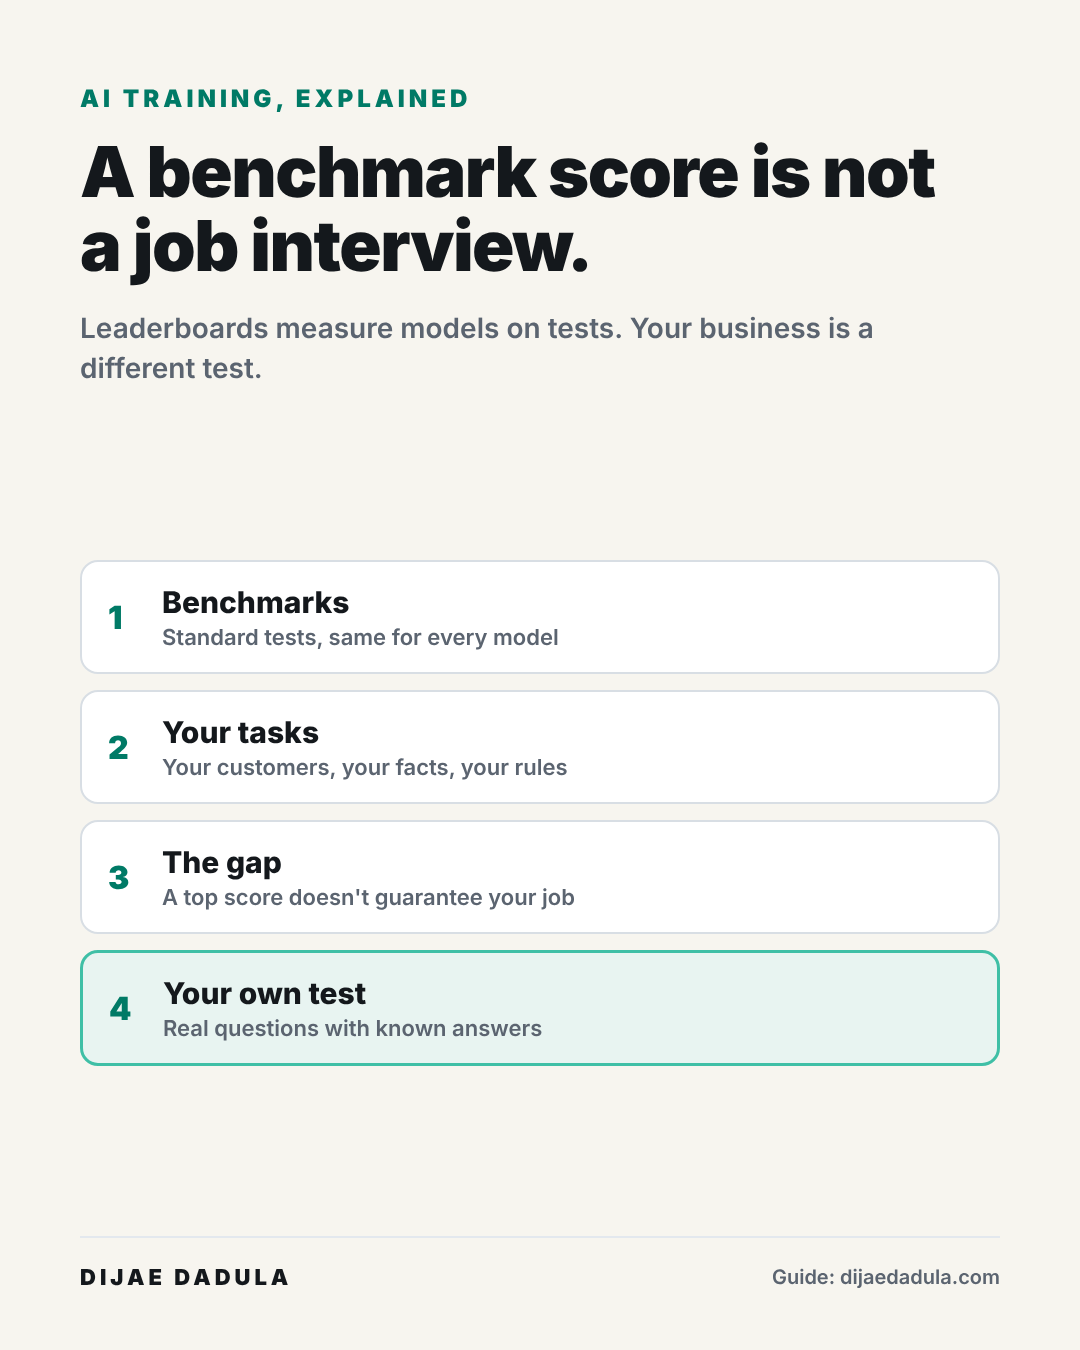 AI TRAINING, EXPLAINED
A benchmark score is not
a job interview.
Leaderboards measure models on tests. Your business is a
different test.
1
Benchmarks
Standard tests, same for every model
2
Your tasks
Your customers, your facts, your rules
3
The gap
A top score doesn't guarantee your job
4
Your own test
Real questions with known answers
DIJAE DADULA
Guide: dijaedadula.com